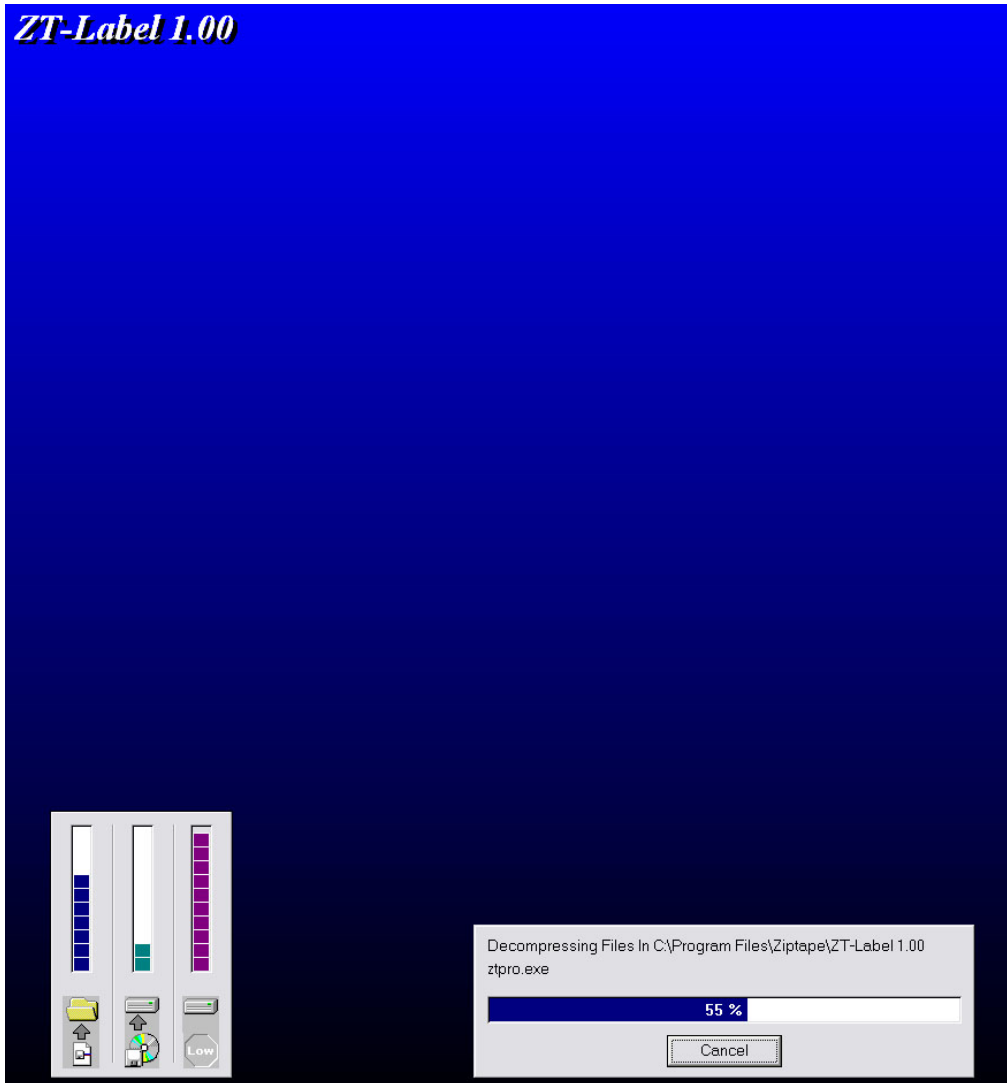 ZT-Label 1.00
Decompressing Files In C:\Program Files\Ziptape\ZT-Label 1.00
ztpro.exe
55 %
Cancel
Low